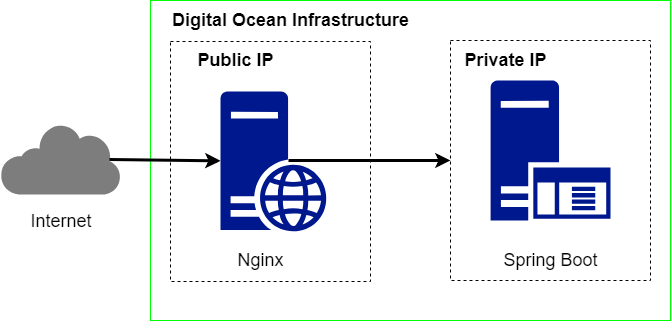 Digital Ocean Infrastructure
Public IP
Private IP
Internet
Nginx
Spring Boot